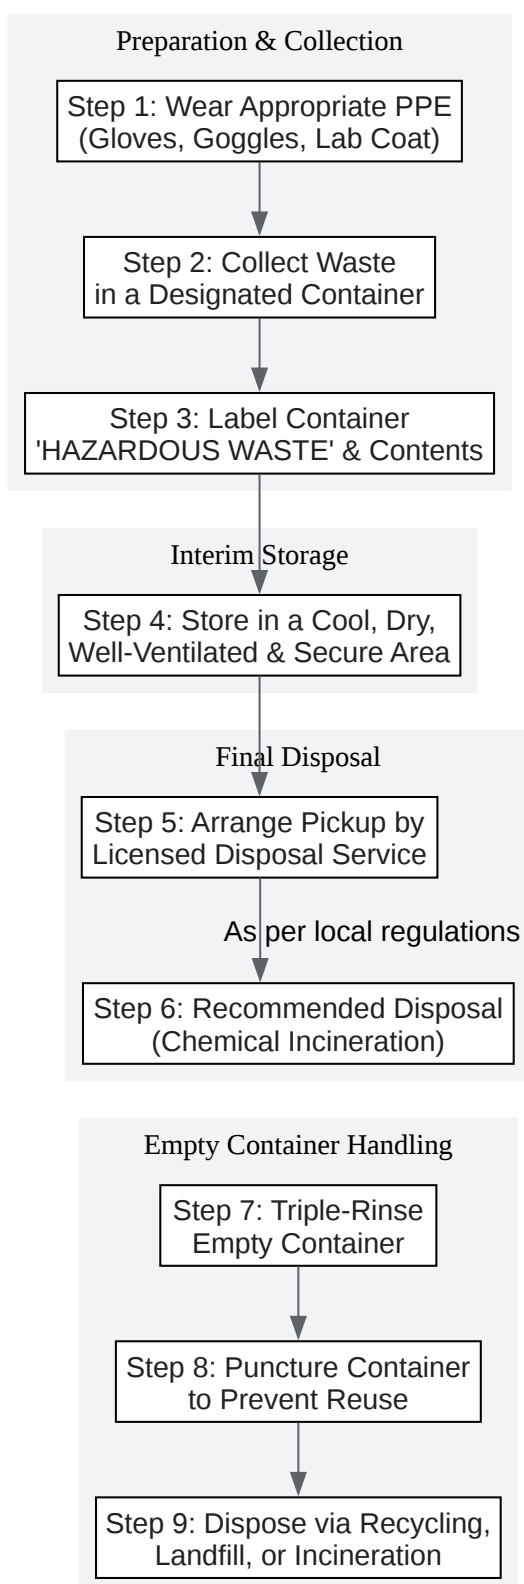 Preparation & Collection
Step 1: Wear Appropriate PPE
(Gloves, Goggles, Lab Coat)
Step 2: Collect Waste
in a Designated Container
Step 3: Label Container
'HAZARDOUS WASTE' & Contents
Interim Storage
Step 4: Store in a Cool, Dry,
Well-Ventilated & Secure Area
Final Disposal
Step 5: Arrange Pickup by
Licensed Disposal Service
As per local regulations
Step 6: Recommended Disposal
(Chemical Incineration)
Empty Container Handling
Step 7: Triple-Rinse
Empty Container
Step 8: Puncture Container
to Prevent Reuse
Step 9: Dispose via Recycling,
Landfill, or Incineration